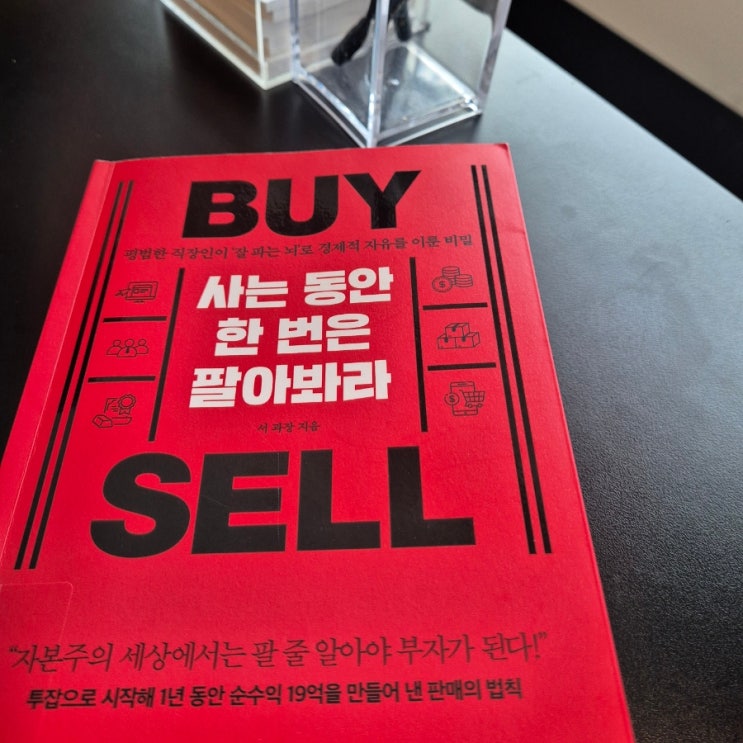 BUY
평범한 직장인이 '잘 파는 뇌'로 경제적 자유를 이룬 비밀
사는 동안
한 번은
팔아봐라
서 과장 지음
SELL
“자본주의 세상에서는 팔 줄 알아야 부자가 된다!”
투잡으로 시작해 1년 동안 순수익 19억을 만들어 낸 판매의 법칙